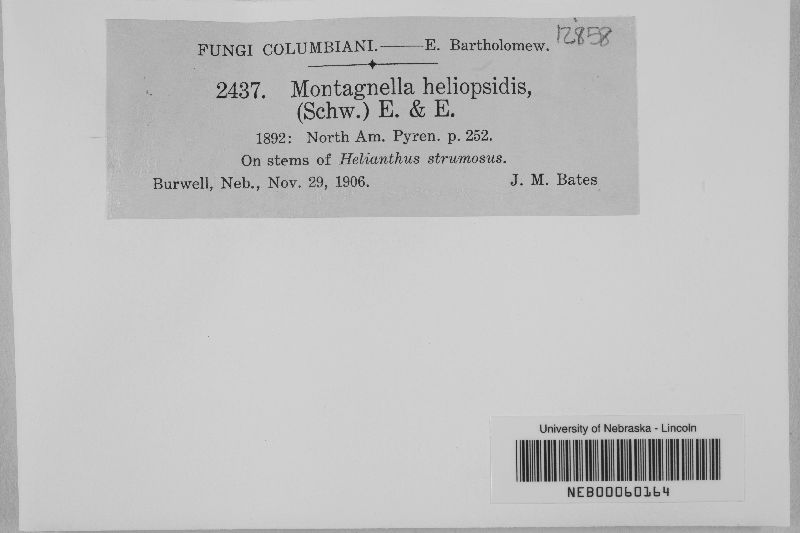 12858
FUNGI COLUMBIANI.——E. Bartholomew.
2437. Montagnella heliopsidis,
(Schw.) E. & E.
1892: North Am. Pyren. p. 252.
On stems of Helianthus strumosus.
Burwell, Neb., Nov. 29, 1906. J. M. Bates
University of Nebraska - Lincoln
NEB00060164